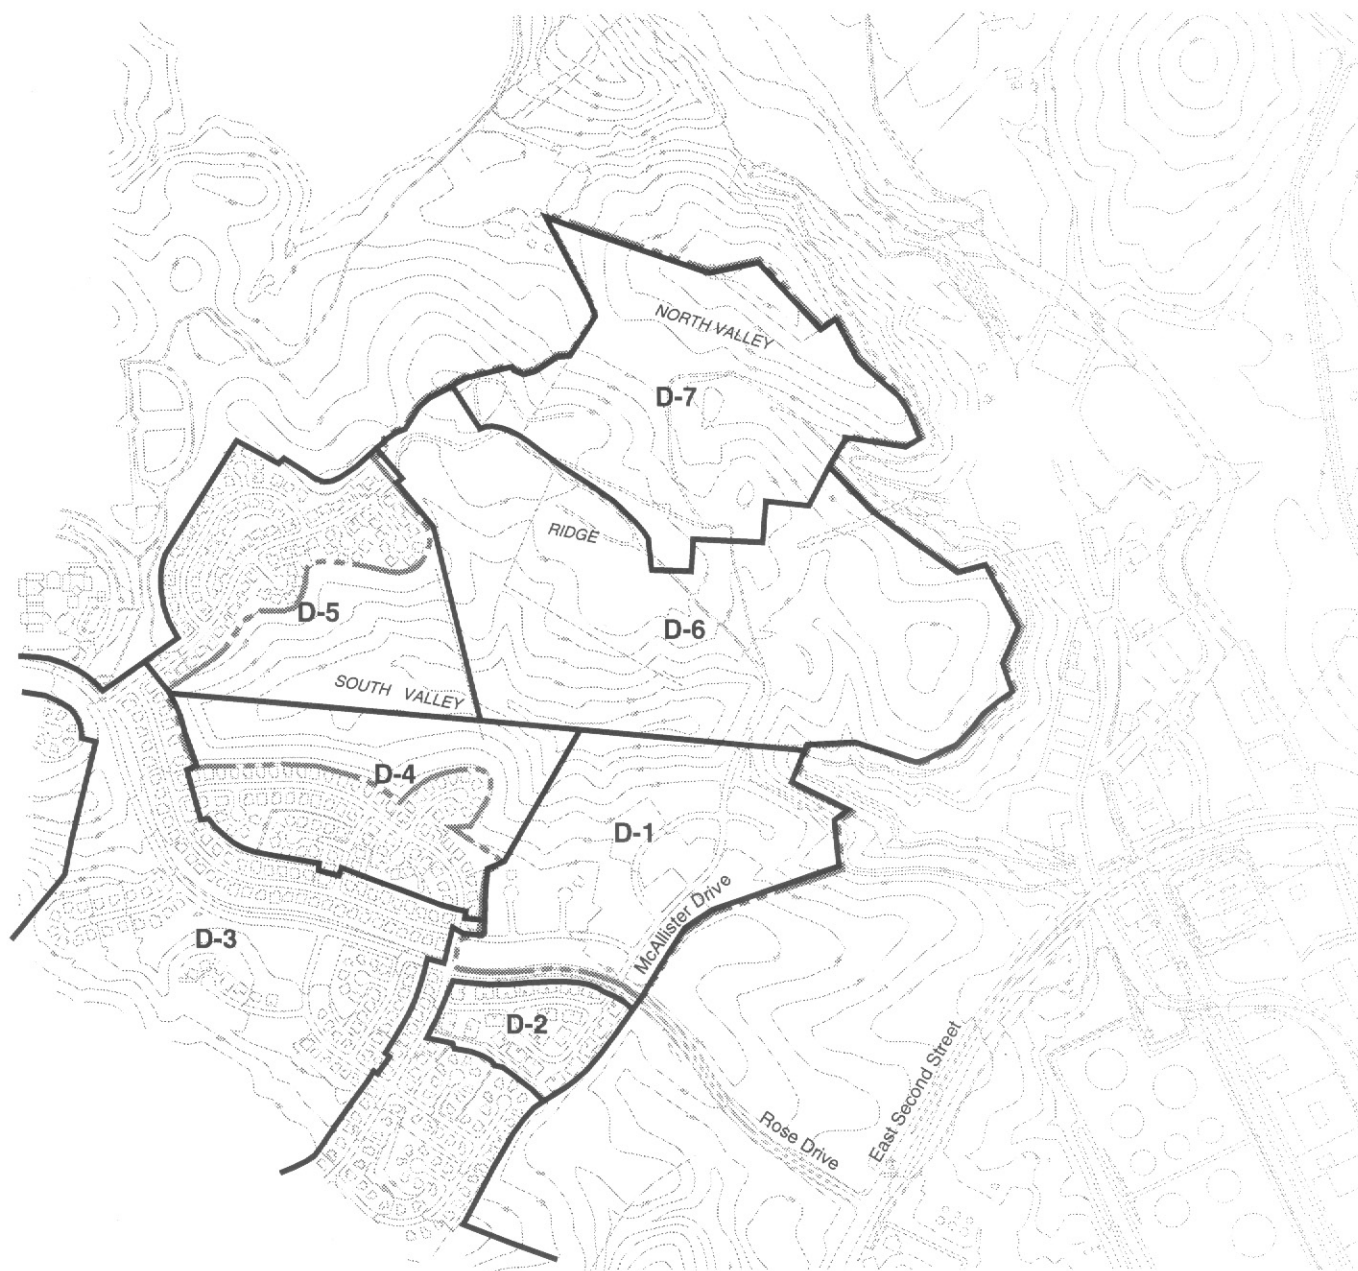 NORTH VALLEY
D-7
RIDGE
D-5
D-6
SOUTH VALLEY
D-4
D-1
McAllister Drive
D-3
D-2
East Second Street
Rose Drive